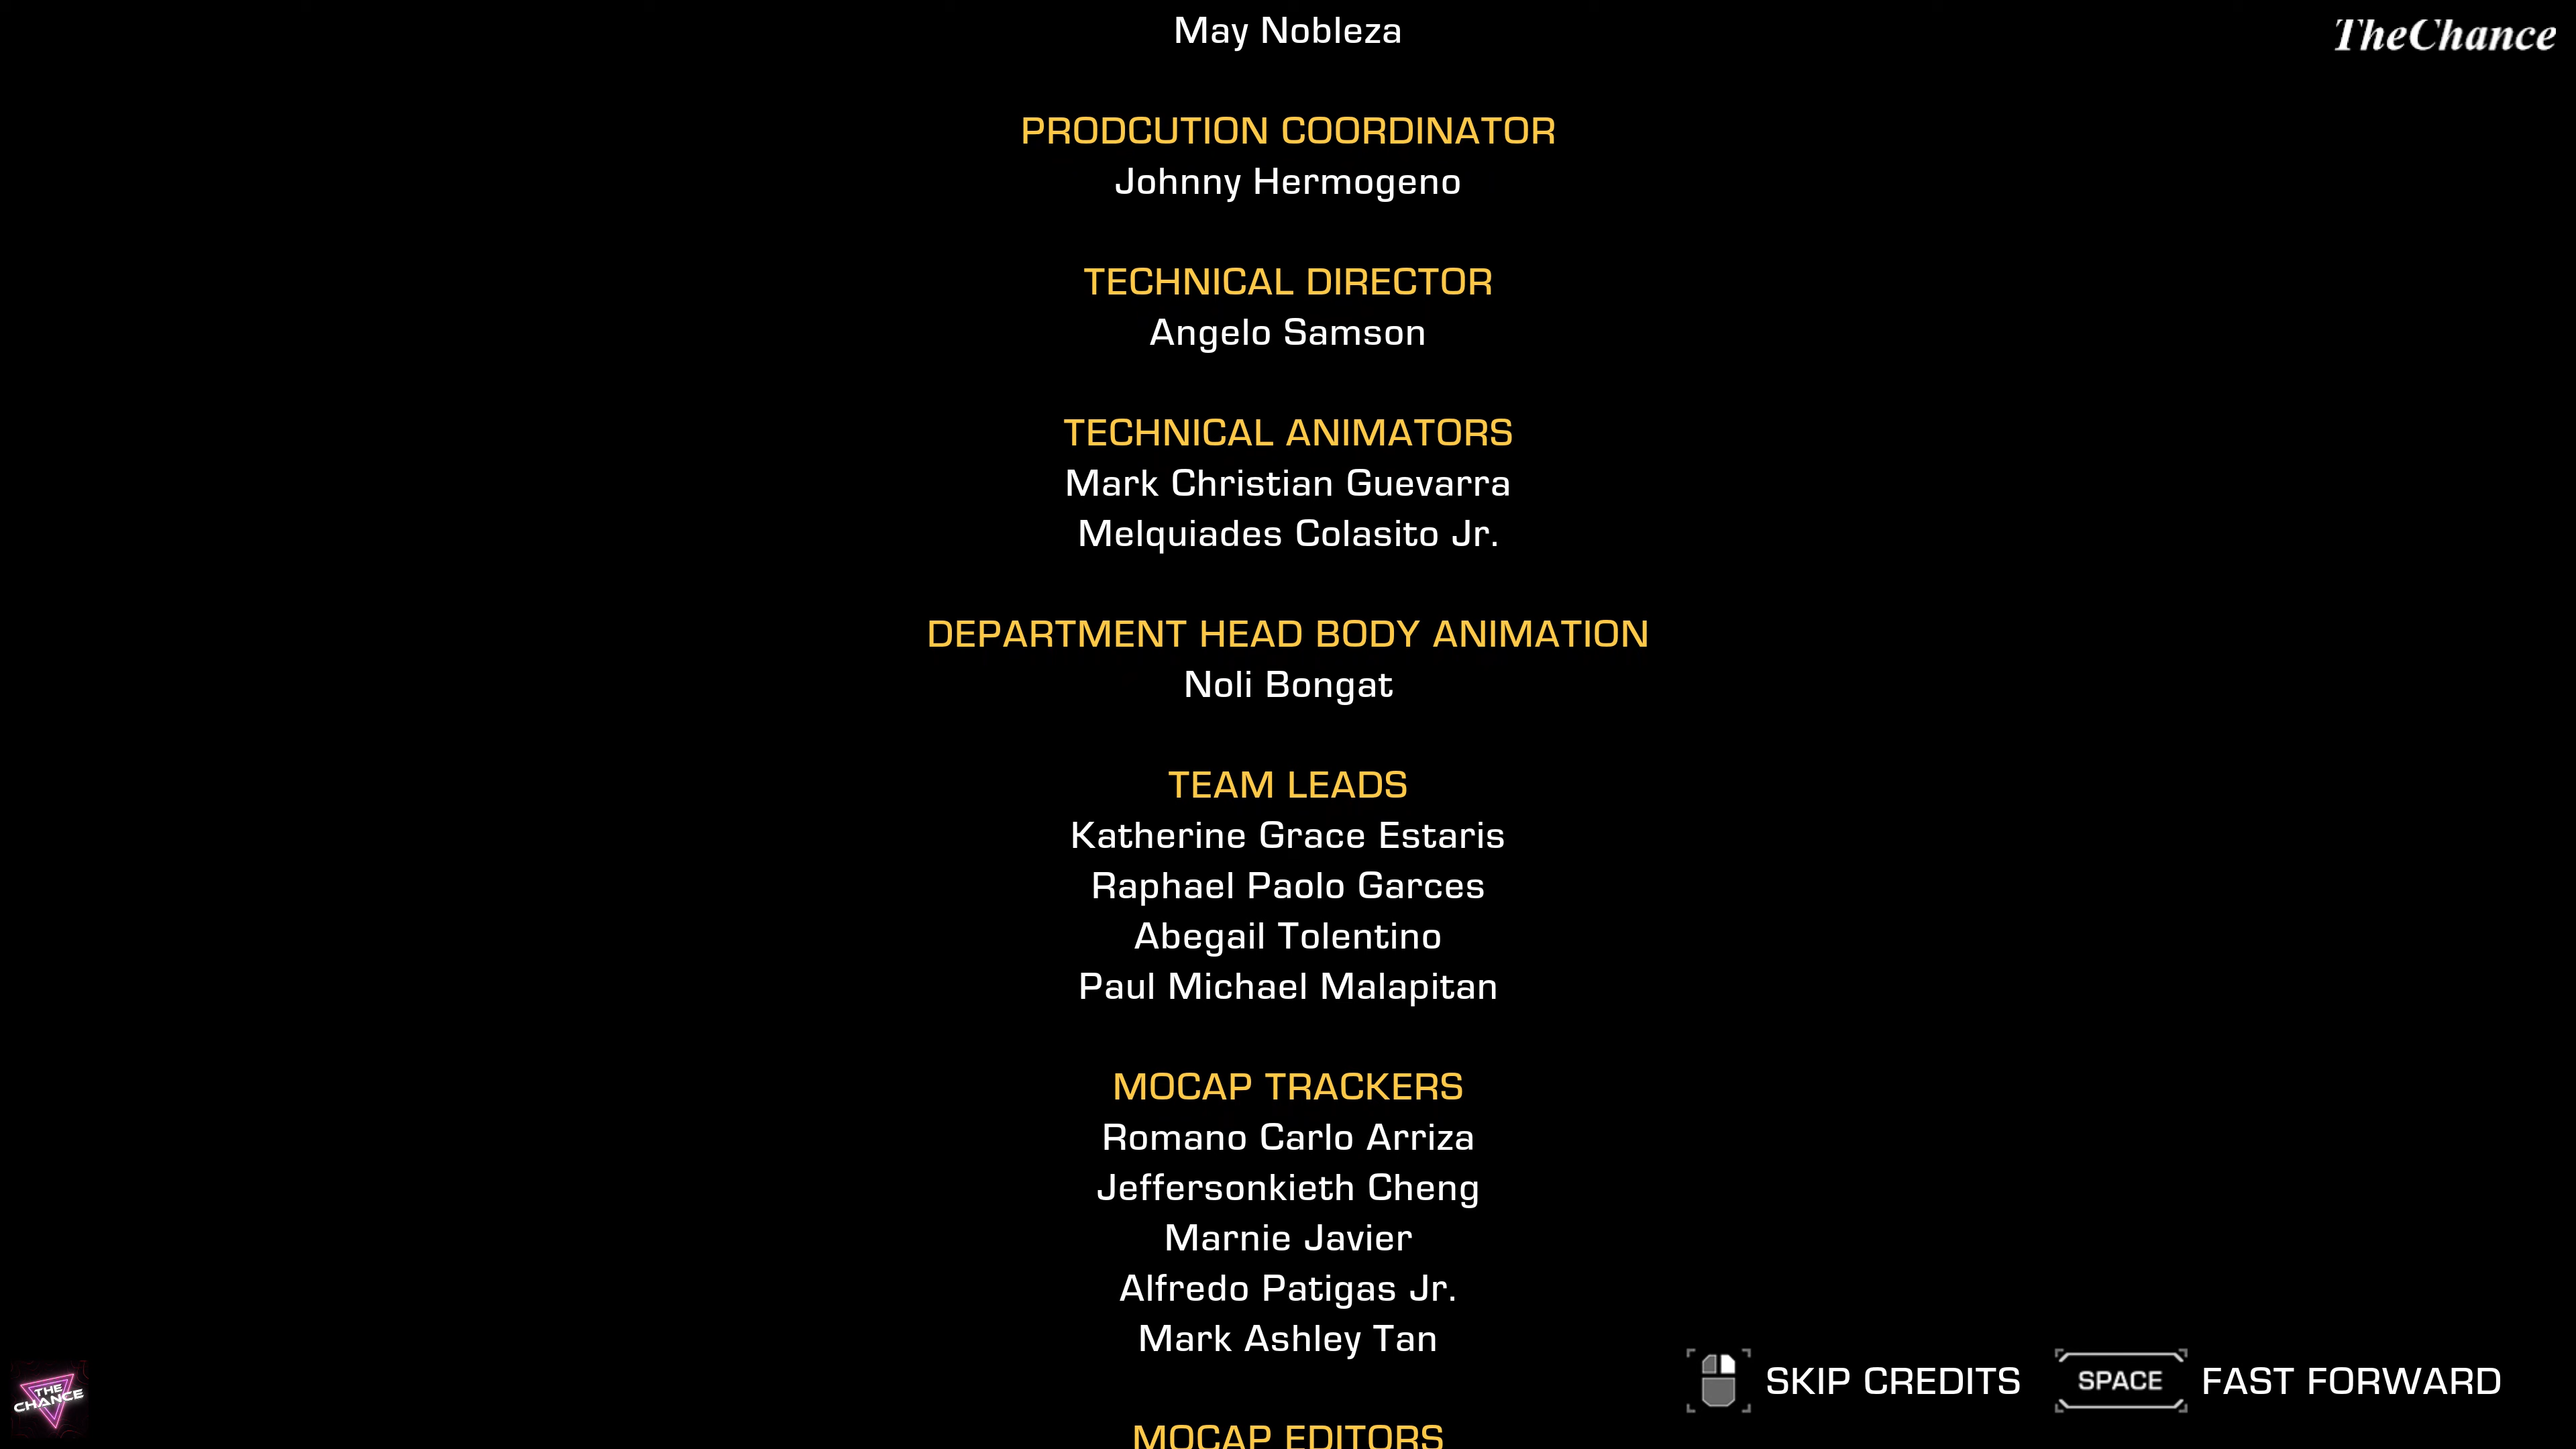 May Nobleza
TheChance
PRODCUTION COORDINATOR
Johnny Hermogeno
TECHNICAL DIRECTOR
Angelo Samson
TECHNICAL ANIMATORS
Mark Christian Guevarra
Melquiades Colasito Jr.
DEPARTMENT HEAD BODY ANIMATION
Noli Bongat
TEAM LEADS
Katherine Grace Estaris
Raphael Paolo Garces
Abegail Tolentino
Paul Michael Malapitan
MOCAP TRACKERS
Romano Carlo Arriza
Jeffersonkieth Cheng
Marnie Javier
Alfredo Patigas Jr.
Mark Ashley Tan
THE
CHANCE
SKIP CREDITS
SPACE
FAST FORWARD
MOCAP EDITORS